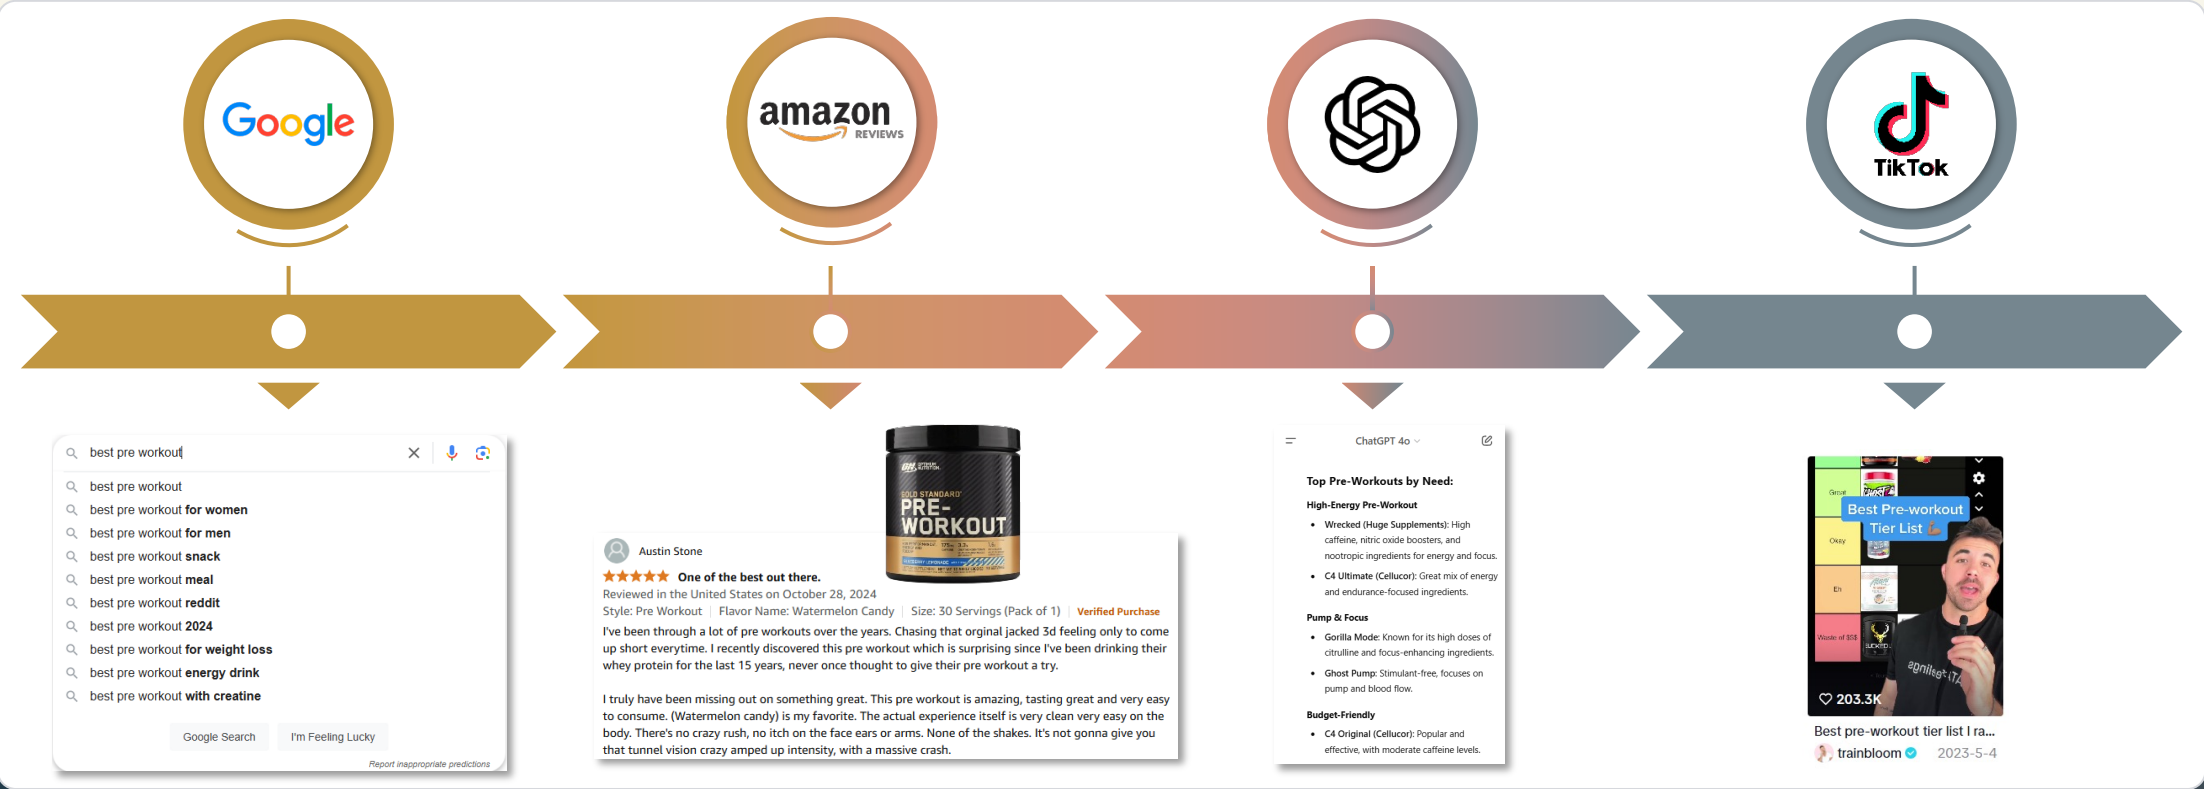 Google
amazon
REVIEWS
TikTok
best pre workout
best pre workout
best pre workout for women
best pre workout for men
best pre workout snack
best pre workout meal
best pre workout reddit
best pre workout 2024
best pre workout for weight loss
best pre workout energy drink
best pre workout with creatine
Google Search
I'm Feeling Lucky
Report inappropriate predictions
ON OPTIMUM NUTRITION
GOLD STANDARD
PRE-
WORKOUT
Austin Stone
One of the best out there.
Reviewed in the United States on October 28, 2024
Style: Pre Workout | Flavor Name: Watermelon Candy | Size: 30 Servings (Pack of 1) | Verified Purchase
I've been through a lot of pre workouts over the years. Chasing that orginal jacked 3d feeling only to come
up short everytime. I recently discovered this pre workout which is surprising since I've been drinking their
whey protein for the last 15 years, never once thought to give their pre workout a try.
I truly have been missing out on something great. This pre workout is amazing, tasting great and very easy
to consume. (Watermelon candy) is my favorite. The actual experience itself is very clean very easy on the
body. There's no crazy rush, no itch on the face ears or arms. None of the shakes. It's not gonna give you
that tunnel vision crazy amped up intensity, with a massive crash.
ChatGPT 4o
Top Pre-Workouts by Need:
High-Energy Pre-Workout
• Wrecked (Huge Supplements): High
caffeine, nitric oxide boosters, and
nootropic ingredients for energy and focus.
• C4 Ultimate (Cellucor): Great mix of energy
and endurance-focused ingredients.
Pump & Focus
• Gorilla Mode: Known for its high doses of
citrulline and focus-enhancing ingredients.
• Ghost Pump: Stimulant-free, focuses on
pump and blood flow.
Budget-Friendly
• C4 Original (Cellucor): Popular and
effective, with moderate caffeine levels.
Great
GHOST
Best Pre-workout
Tier List
Okay
Eh
Waste of $$$
203.3K
Best pre-workout tier list I ra...
trainbloom 2023-5-4